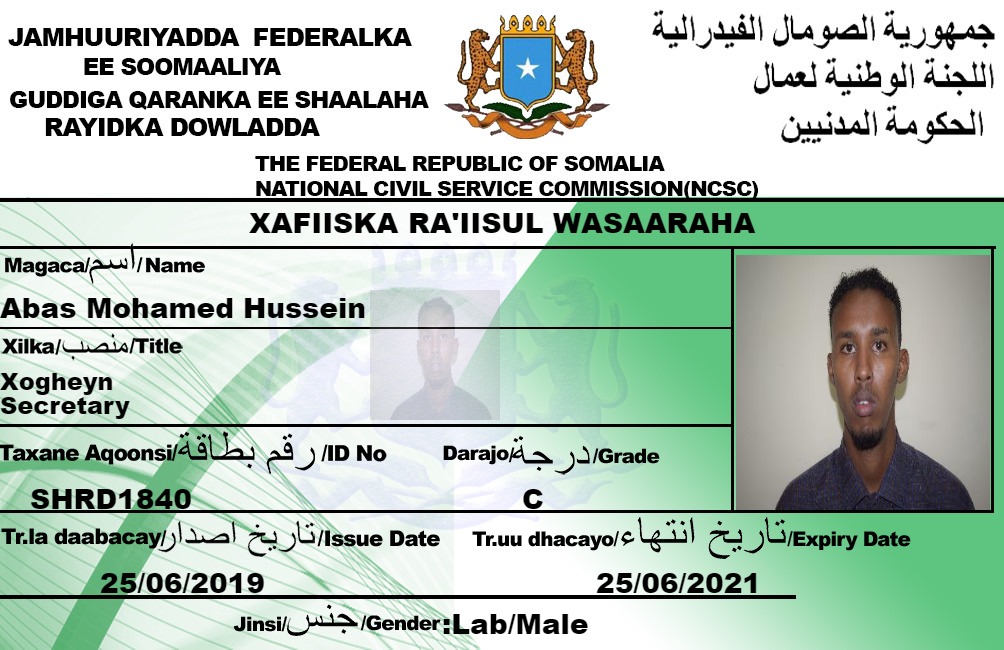 JAMHUURIYADDA FEDERALKA
EE SOOMAALIYA
GUDDIGA QARANKA EE SHAALAHA
RAYIDKA DOWLADDA
جمهورية الصومال الفيدرالية
اللجنة الوطنية لعمال
الحكومة المدنيين
THE FEDERAL REPUBLIC OF SOMALIA
NATIONAL CIVIL SERVICE COMMISSION(NCSC)
XAFIISKA RA'IISUL WASAARAHA
Magaca/اسم/Name
Abas Mohamed Hussein
Xilka/منصب/Title
Xogheyn
Secretary
Taxane Aqoonsi/رقم بطاقة/ID No
Darajo/درجة/Grade
SHRD1840
C
Tr.la daabacay/تاريخ اصدار/Issue Date
Tr.uu dhacayo/تاريخ انتهاء/Expiry Date
25/06/2019
25/06/2021
Jinsi/جنس/Gender:Lab/Male